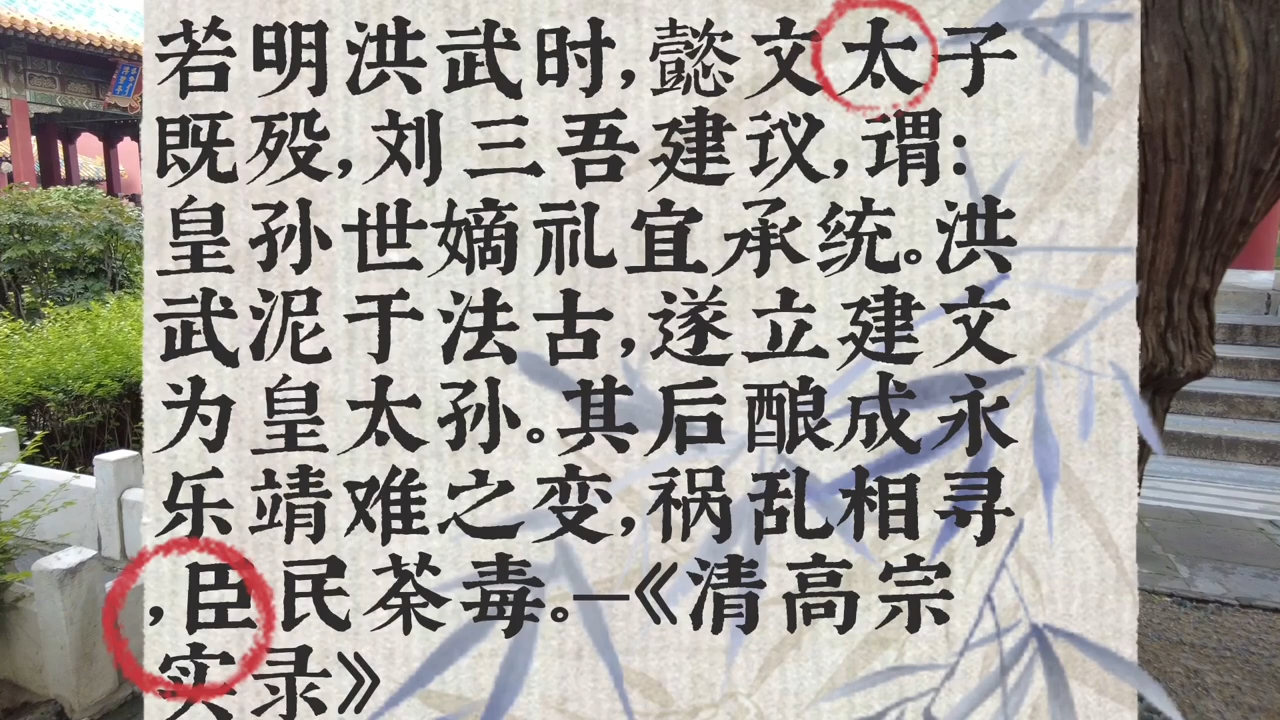 若明洪武时,懿文太子
既殁,刘三吾建议,谓:
皇孙世嫡礼宜承统。洪
武泥于法古,遂立建文
为皇太孙。其后酿成永
乐靖难之变,祸乱相寻
,臣民荼毒。—《清高宗
实录》